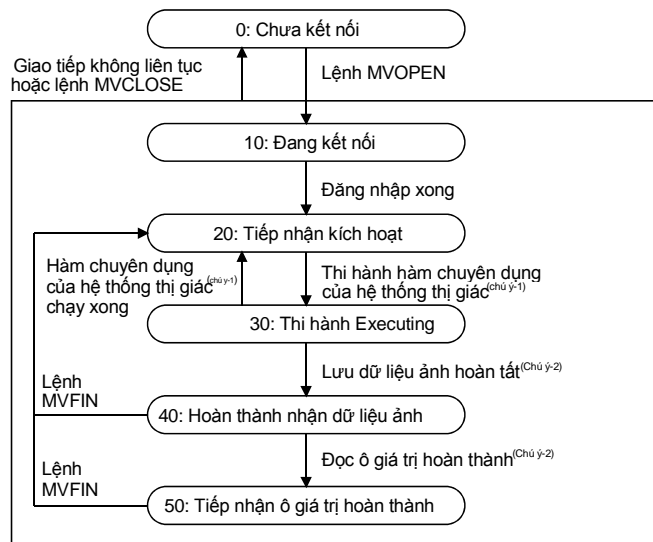 0: Chưa kết nối
Giao tiếp không liên tục
hoặc lệnh MVCLOSE
Lệnh MVOPEN
10: Đang kết nối
Đăng nhập xong
20: Tiếp nhận kích hoạt
Hàm chuyên dụng
của hệ thống thị giác(chú ý-1)
chạy xong
Thi hành hàm chuyên dụng
của hệ thống thị giác(chú ý-1)
30: Thi hành Executing
Lưu dữ liệu ảnh hoàn tất(Chú ý-2)
Lệnh
MVFIN
40: Hoàn thành nhận dữ liệu ảnh
Đọc ô giá trị hoàn thành(Chú ý-2)
Lệnh
MVFIN
50: Tiếp nhận ô giá trị hoàn thành